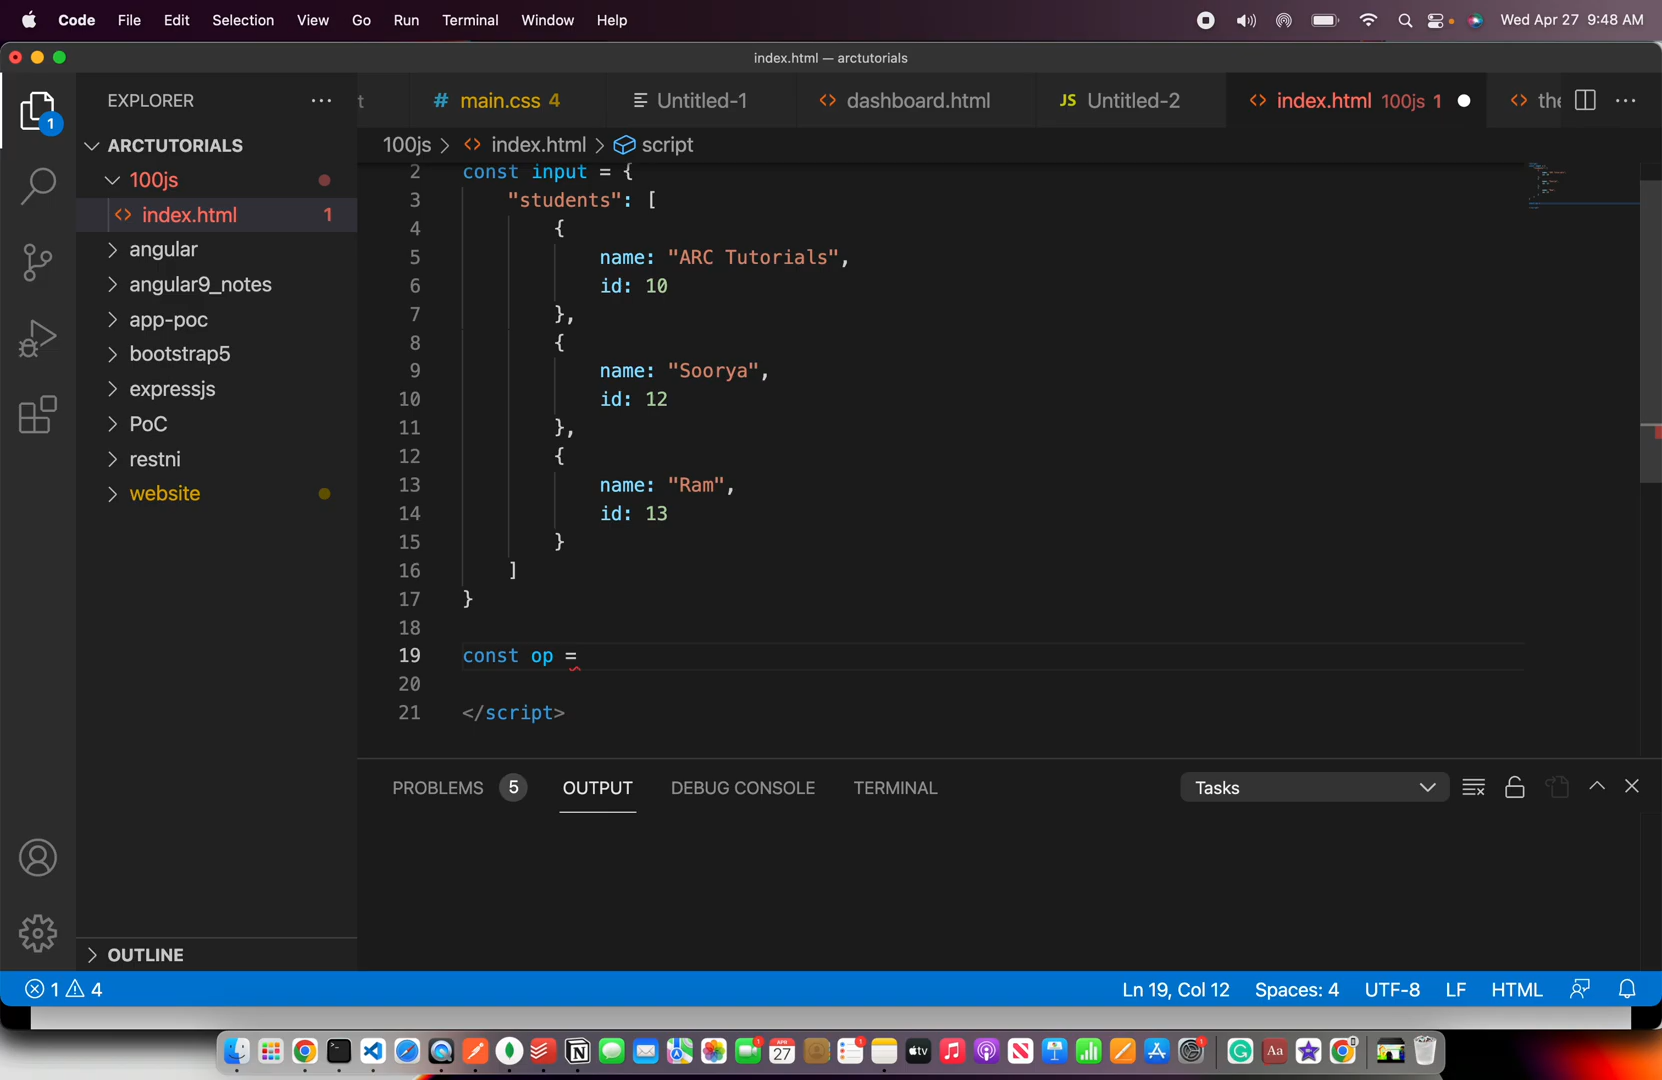 Code File Edit Selection View Go Run Terminal Window Help Wed Apr 27 9:48 AM
index.html — arctutorials
EXPLORER
t # main.css 4 Untitled-1 <> dashboard.html JS Untitled-2 <> index.html 100js 1 <> the
1
100js > <> index.html > script
ARCTUTORIALS
100js
<> index.html 1
angular
angular9_notes
app-poc
bootstrap5
expressjs
PoC
restni
website
OUTLINE
2 const input = {
3 "students": [
4 {
5 name: "ARC Tutorials",
6 id: 10
7 },
8 {
9 name: "Soorya",
10 id: 12
11 },
12 {
13 name: "Ram",
14 id: 13
15 }
16 ]
17 }
18
19 const op =
20
21 </script>
PROBLEMS 5 OUTPUT DEBUG CONSOLE TERMINAL Tasks
1 4 Ln 19, Col 12 Spaces: 4 UTF-8 LF HTML